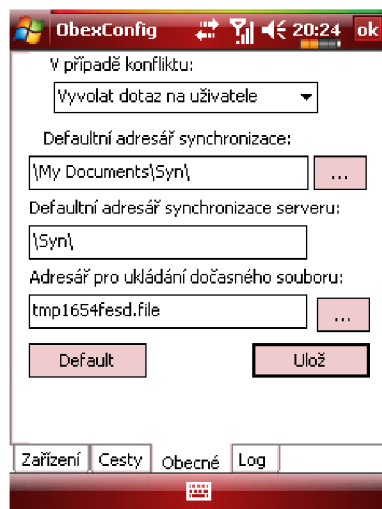 ObexConfig 20:24 ok
V případě konfliktu:
Vyvolat dotaz na uživatele
Defaultní adresář synchronizace:
\My Documents\Syn\ ...
Defaultní adresář synchronizace serveru:
\Syn\
Adresář pro ukládání dočasného souboru:
tmp1654fesd.file ...
Default Ulož
Zařízení Cesty Obecné Log